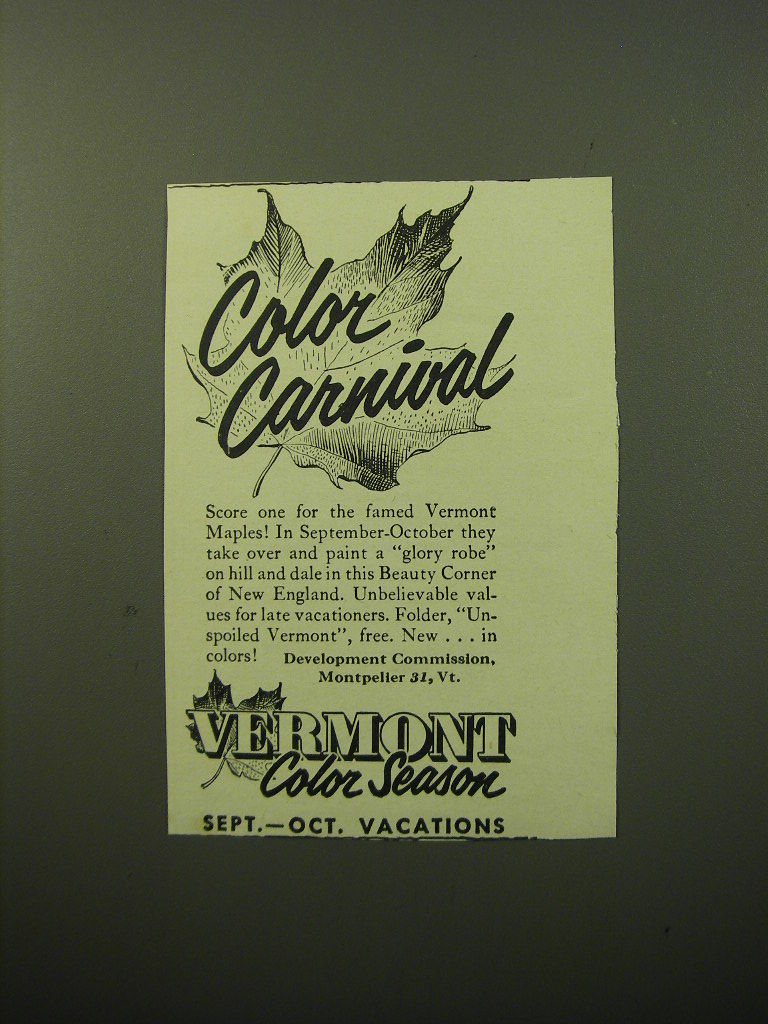 Color
Carnival
Score one for the famed Vermont
Maples! In September-October they
take over and paint a "glory robe"
on hill and dale in this Beauty Corner
of New England. Unbelievable val-
ues for late vacationers. Folder, "Un-
spoiled Vermont", free. New . . . in
colors! Development Commission,
Montpelier 31, Vt.
VERMONT
Color Season
SEPT.—OCT. VACATIONS